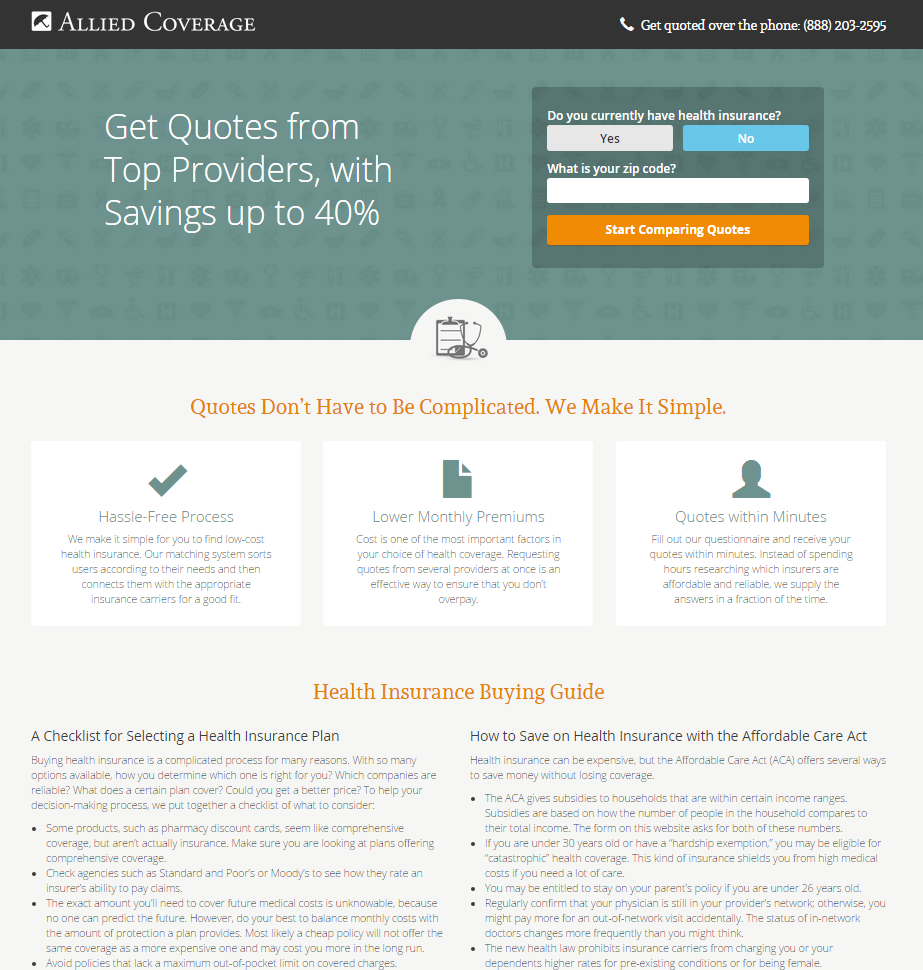 ALLIED COVERAGE
Get quoted over the phone: (888) 203-2595
Get Quotes from
Top Providers, with
Savings up to 40%
Do you currently have health insurance?
Yes No
What is your zip code?
Start Comparing Quotes
Quotes Don't Have to Be Complicated. We Make It Simple.
Hassle-Free Process
We make it simple for you to find low-cost
health insurance. Our matching system sorts
users according to their needs and then
connects them with the appropriate
insurance carriers for a good fit.
Lower Monthly Premiums
Cost is one of the most important factors in
your choice of health coverage. Requesting
quotes from several providers at once is an
effective way to ensure that you don't
overpay.
Quotes within Minutes
Fill out our questionnaire and receive your
quotes within minutes. Instead of spending
hours researching which insurers are
affordable and reliable, we supply the
answers in a fraction of the time.
Health Insurance Buying Guide
A Checklist for Selecting a Health Insurance Plan
Buying health insurance is a complicated process for many reasons. With so many
options available, how you determine which one is right for you? Which companies are
reliable? What does a certain plan cover? Could you get a better price? To help your
decision-making process, we put together a checklist of what to consider:
• Some products, such as pharmacy discount cards, seem like comprehensive
coverage, but aren't actually insurance. Make sure you are looking at plans offering
comprehensive coverage.
• Check agencies such as Standard and Poor's or Moody's to see how they rate an
insurer's ability to pay claims.
• The exact amount you'll need to cover future medical costs is unknowable, because
no one can predict the future. However, do your best to balance monthly costs with
the amount of protection a plan provides. Most likely a cheap policy will not offer the
same coverage as a more expensive one and may cost you more in the long run.
• Avoid policies that lack a maximum out-of-pocket limit on covered charges.
How to Save on Health Insurance with the Affordable Care Act
Health insurance can be expensive, but the Affordable Care Act (ACA) offers several ways
to save money without losing coverage.
• The ACA gives subsidies to households that are within certain income ranges.
Subsidies are based on how the number of people in the household compares to
their total income. The form on this website asks for both of these numbers.
• If you are under 30 years old or have a "hardship exemption," you may be eligible for
"catastrophic" health coverage. This kind of insurance shields you from high medical
costs if you need a lot of care.
• You may be entitled to stay on your parent's policy if you are under 26 years old.
• Regularly confirm that your physician is still in your provider's network; otherwise, you
might pay more for an out-of-network visit accidentally. The status of in-network
doctors changes more frequently than you might think.
• The new health law prohibits insurance carriers from charging you or your
dependents higher rates for pre-existing conditions or for being female.